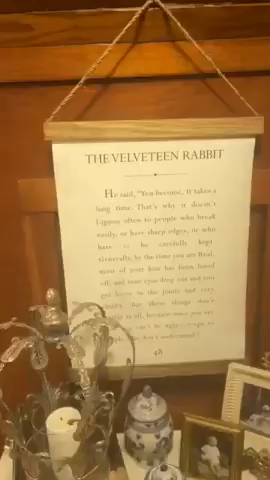 THE VELVETEEN RABBIT
He said, "You become. It takes a
long time. That's why it doesn't
happen often to people who break
easily, or have sharp edges, or who
have to be carefully kept.
Generally, by the time you are Real,
most of your hair has been loved
off, and your eyes drop out and you
get loose in the joints and very
these things don't
at all, because once you are
can't be ugly, except to
don't understand."
48